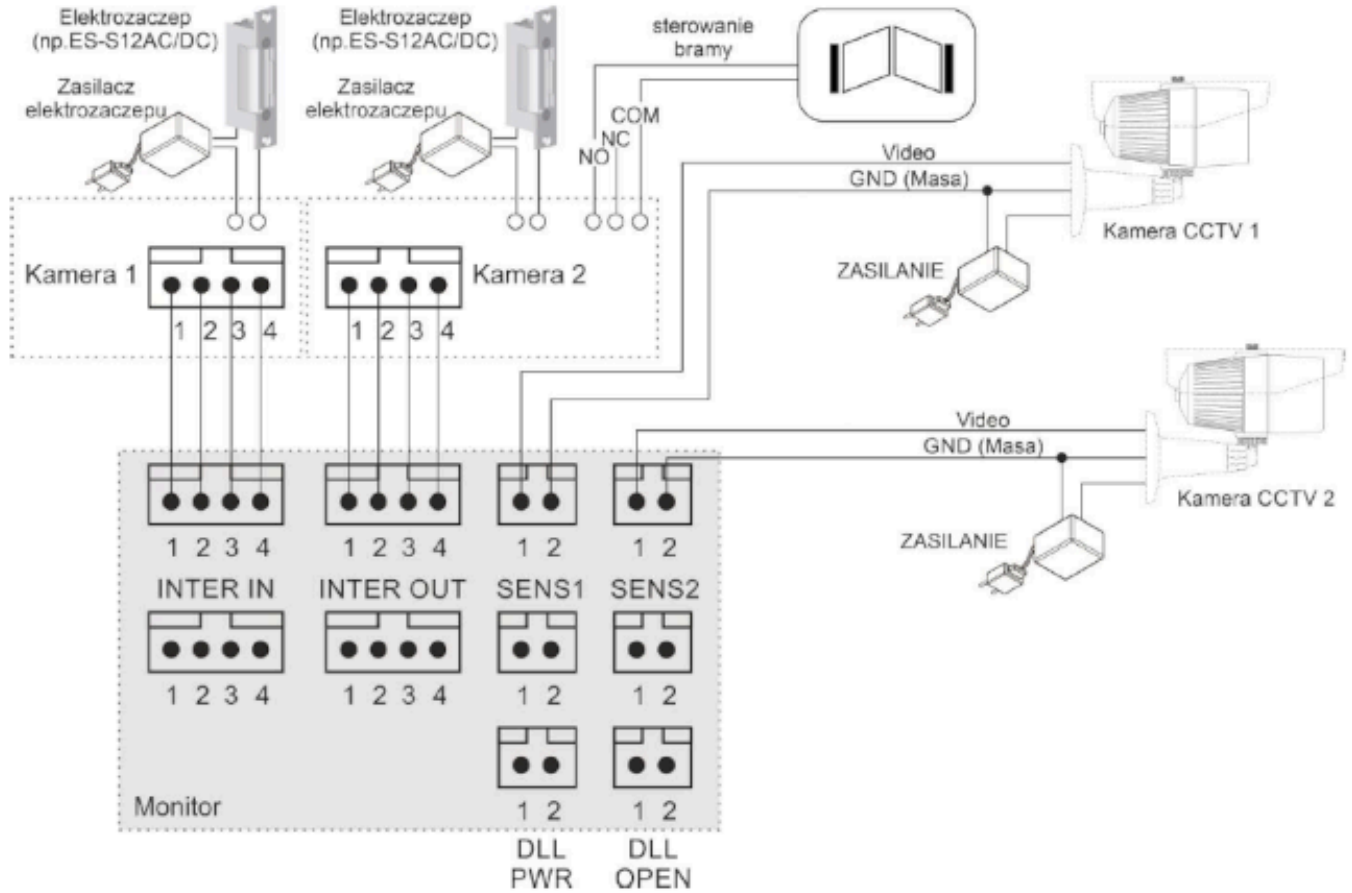 Elektrozaczep
(np.ES-S12AC/DC)
Zasilacz
elektrozaczepu
Elektrozaczep
(np.ES-S12AC/DC)
Zasilacz
elektrozaczepu
sterowanie
bramy
NO
NC
COM
Video
GND (Masa)
Kamera CCTV 1
ZASILANIE
Kamera 1
1 2 3 4
Kamera 2
1 2 3 4
Video
GND (Masa)
Kamera CCTV 2
ZASILANIE
1 2 3 4
1 2 3 4
1 2
1 2
INTER IN
INTER OUT
SENS1
SENS2
1 2 3 4
1 2 3 4
1 2
1 2
Monitor
1 2
1 2
DLL
PWR
DLL
OPEN